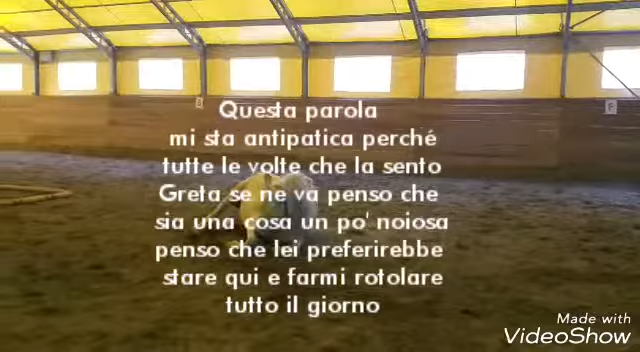 Questa parola
mi sta antipatica perché
tutte le volte che la sento
Greta se ne va penso che
sia una cosa un po' noiosa
penso che lei preferirebbe
stare qui e farmi rotolare
tutto il giorno
Made with
VideoShow
B
F